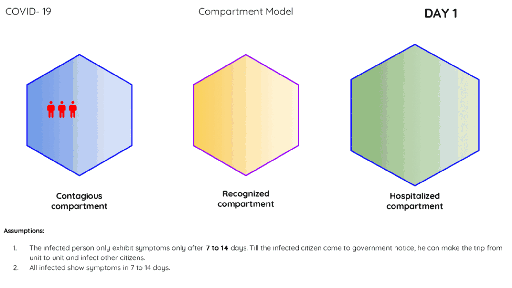 COVID- 19
Compartment Model
DAY 1
Contagious
compartment
Recognized
compartment
Hospitalized
compartment
Assumptions:
1. The infected person only exhibit symptoms only after 7 to 14 days. Till the infected citizen came to government notice, he can make the trip from
unit to unit and infect other citizens.
2. All infected show symptoms in 7 to 14 days.